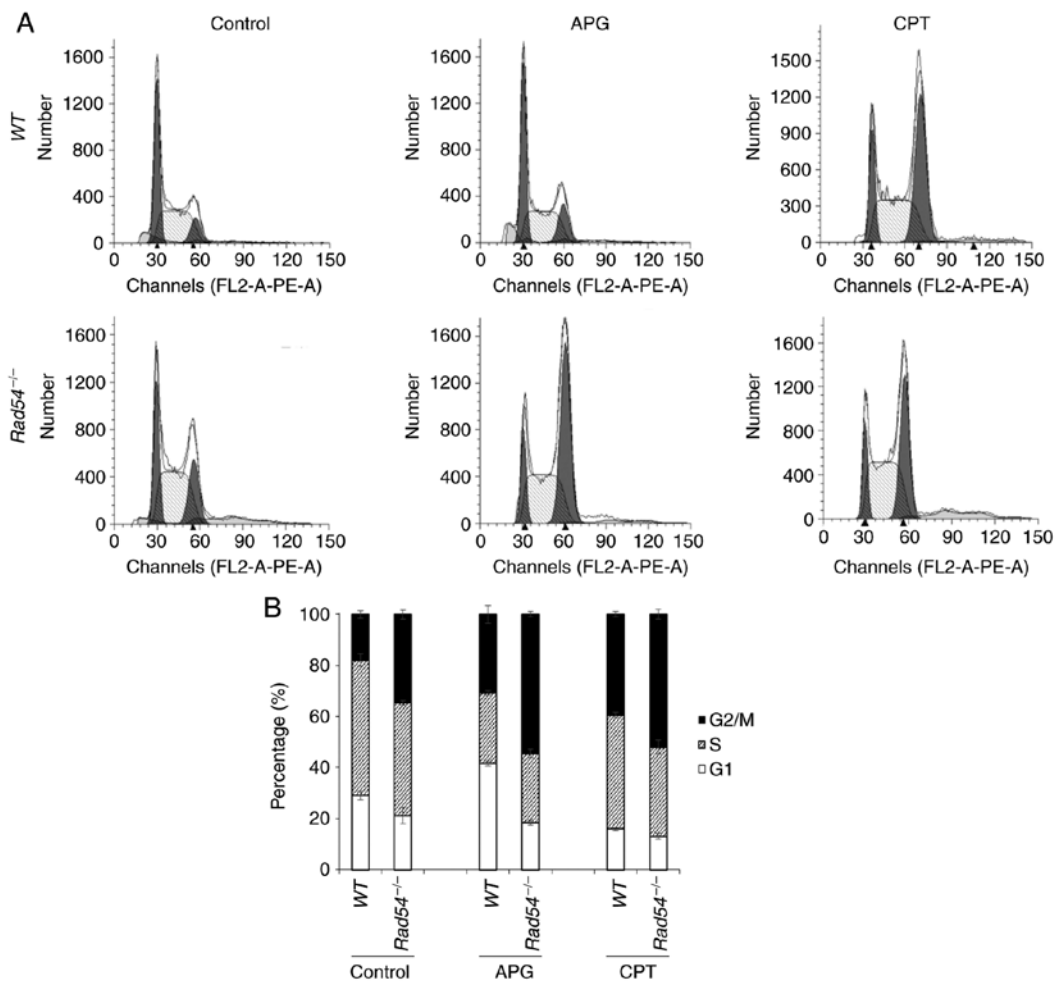 A
Control
APG
CPT
WT
Number
1600
1200
800
400
0
0 30 60 90 120 150
Channels (FL2-A-PE-A)
Number
1600
1200
800
400
0
0 30 60 90 120 150
Channels (FL2-A-PE-A)
Number
1500
1200
900
600
300
0
0 30 60 90 120 150
Channels (FL2-A-PE-A)
Rad54−/−
Number
1600
1200
800
400
0
0 30 60 90 120 150
Channels (FL2-A-PE-A)
Number
1600
1200
800
400
0
0 30 60 90 120 150
Channels (FL2-A-PE-A)
Number
1600
1200
800
400
0
0 30 60 90 120 150
Channels (FL2-A-PE-A)
B
Percentage (%)
100
80
60
40
20
0
G2/M
S
G1
WT Rad54−/− WT Rad54−/− WT Rad54−/−
Control APG CPT